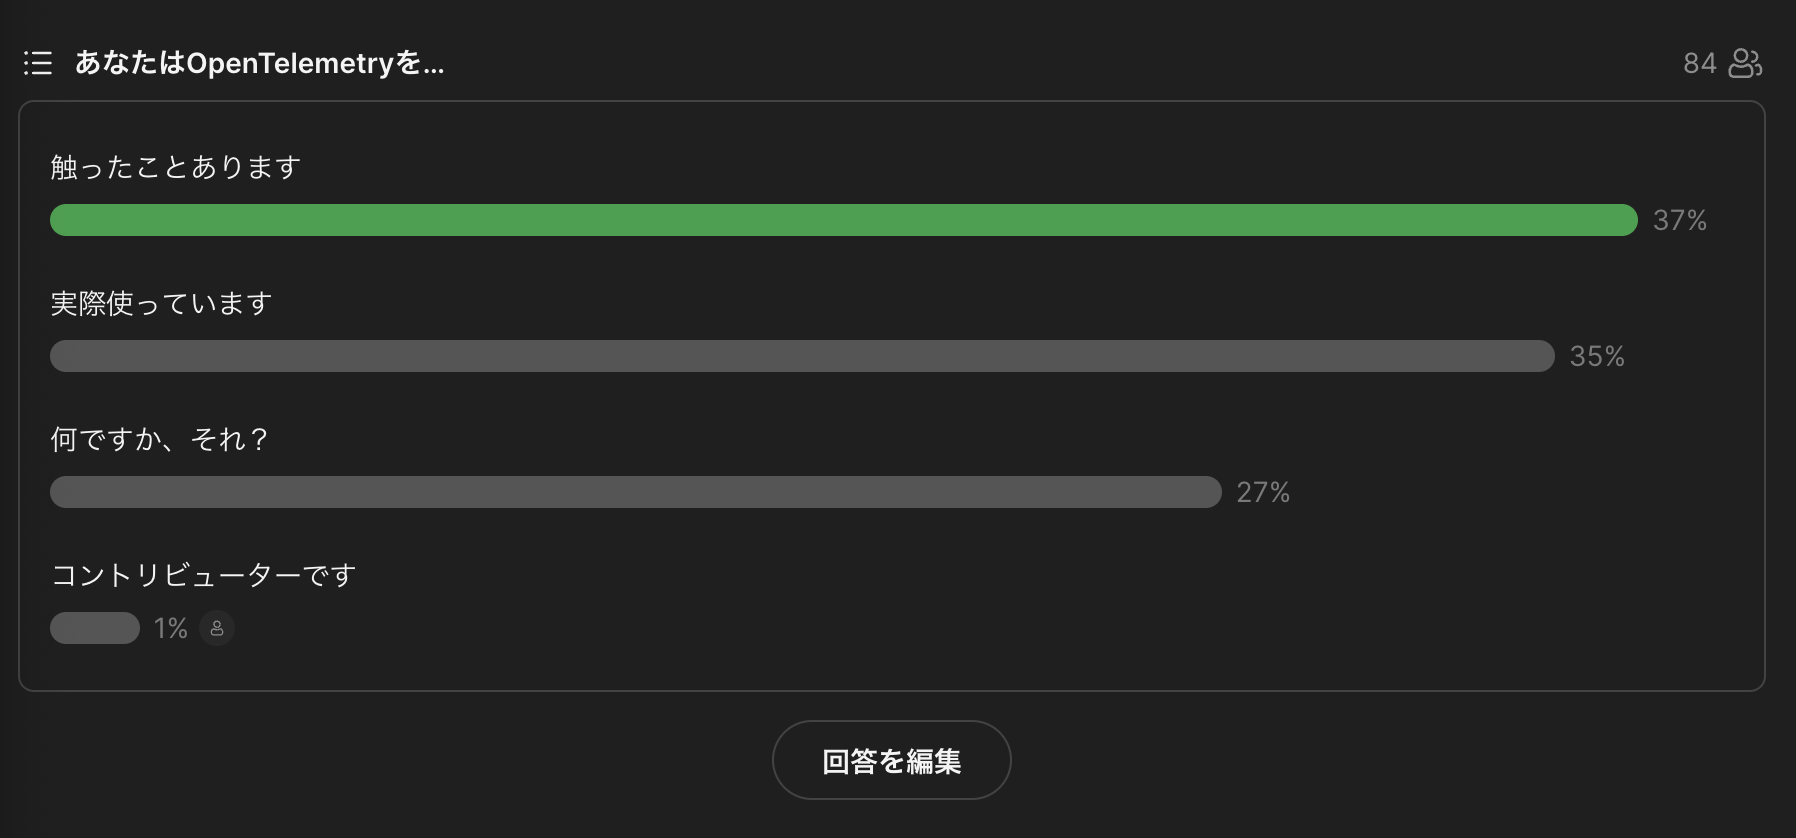 あなたはOpenTelemetryを...
84
触ったことあります
37%
実際使っています
35%
何ですか、それ？
27%
コントリビューターです
1%
回答を編集